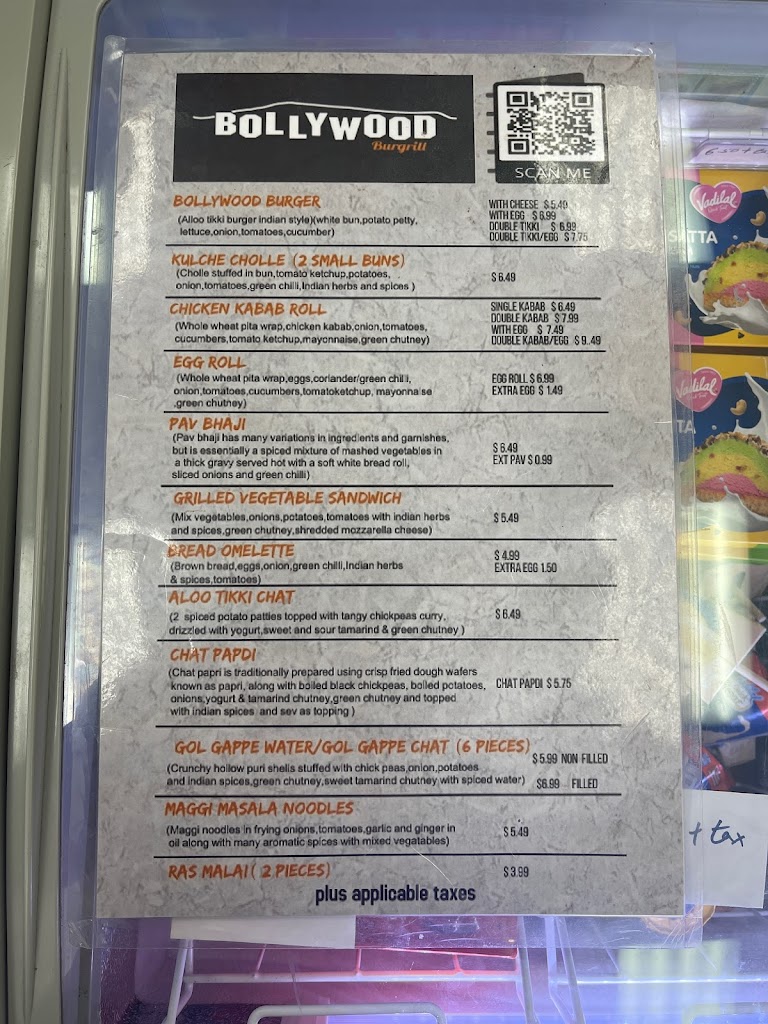 BOLLYWOOD
Burgrill
SCAN ME
BOLLYWOOD BURGER
(Alloo tikki burger indian style)(white bun,potato petty,
lettuce,onion,tomatoes,cucumber)
WITH CHEESE $5.49
WITH EGG $6.99
DOUBLE TIKKI $6.99
DOUBLE TIKKI/EGG $7.75
KULCHE CHOLLE (2 SMALL BUNS)
(Cholle stuffed in bun,tomato ketchup,potatoes,
onion,tomatoes,green chilli,Indian herbs and spices )
$6.49
CHICKEN KABAB ROLL
(Whole wheat pita wrap,chicken kabab,onion,tomatoes,
cucumbers,tomato ketchup,mayonnaise,green chutney)
SINGLE KABAB $6.49
DOUBLE KABAB $7.99
WITH EGG $ 7.49
DOUBLE KABAB/EGG $9.49
EGG ROLL
(Whole wheat pita wrap,eggs,coriander/green chilli,
onion,tomatoes,cucumbers,tomatoketchup, mayonnaise
,green chutney)
EGG ROLL $6.99
EXTRA EGG $1.49
PAV BHAJI
(Pav bhaji has many variations in ingredients and garnishes,
but is essentially a spiced mixture of mashed vegetables in
a thick gravy served hot with a soft white bread roll,
sliced onions and green chilli)
$6.49
EXT PAV $0.99
GRILLED VEGETABLE SANDWICH
(Mix vegetables,onions,potatoes,tomatoes with indian herbs
and spices,green chutney,shredded mozzarella cheese)
$5.49
BREAD OMELETTE
(Brown bread,eggs,onion,green chilli,Indian herbs
& spices,tomatoes)
$4.99
EXTRA EGG 1.50
ALOO TIKKI CHAT
(2 spiced potato patties topped with tangy chickpeas curry,
drizzled with yogurt,sweet and sour tamarind & green chutney )
$6.49
CHAT PAPDI
(Chat papri is traditionally prepared using crisp fried dough wafers
known as papri, along with boiled black chickpeas, boiled potatoes,
onions,yogurt & tamarind chutney,green chutney and topped
with indian spices and sev as topping )
CHAT PAPDI $5.75
GOL GAPPE WATER/GOL GAPPE CHAT (6 PIECES)
(Crunchy hollow puri shells stuffed with chick peas,onion,potatoes
and indian spices,green chutney,sweet tamarind chutney with spiced water)
$5.99 NON FILLED
$6.99 FILLED
MAGGI MASALA NOODLES
(Maggi noodles in frying onions,tomatoes,garlic and ginger in
oil along with many aromatic spices with mixed vegatables)
$5.49
RAS MALAI ( 2 PIECES)
$3.99
plus applicable taxes
Vadilal
Vadilal
+ tax